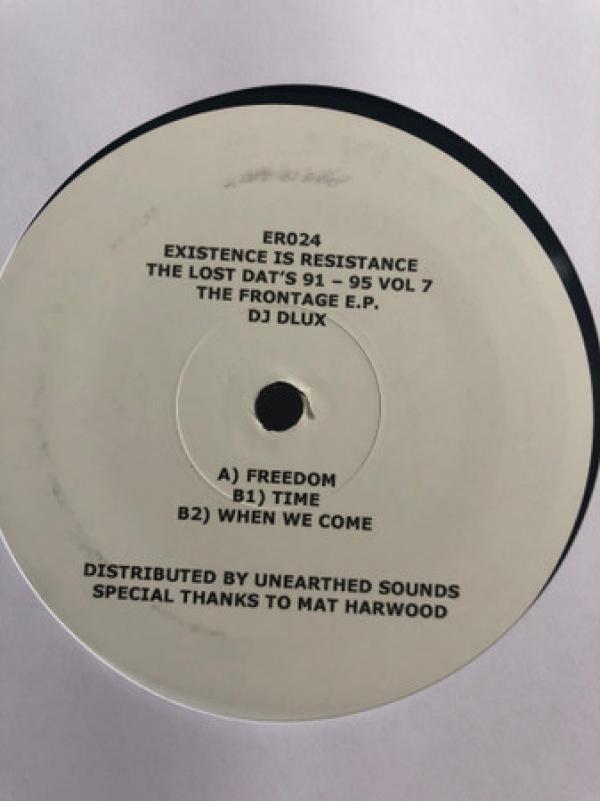 ER024
EXISTENCE IS RESISTANCE
THE LOST DAT'S 91 – 95 VOL 7
THE FRONTAGE E.P.
DJ DLUX
A) FREEDOM
B1) TIME
B2) WHEN WE COME
DISTRIBUTED BY UNEARTHED SOUNDS
SPECIAL THANKS TO MAT HARWOOD